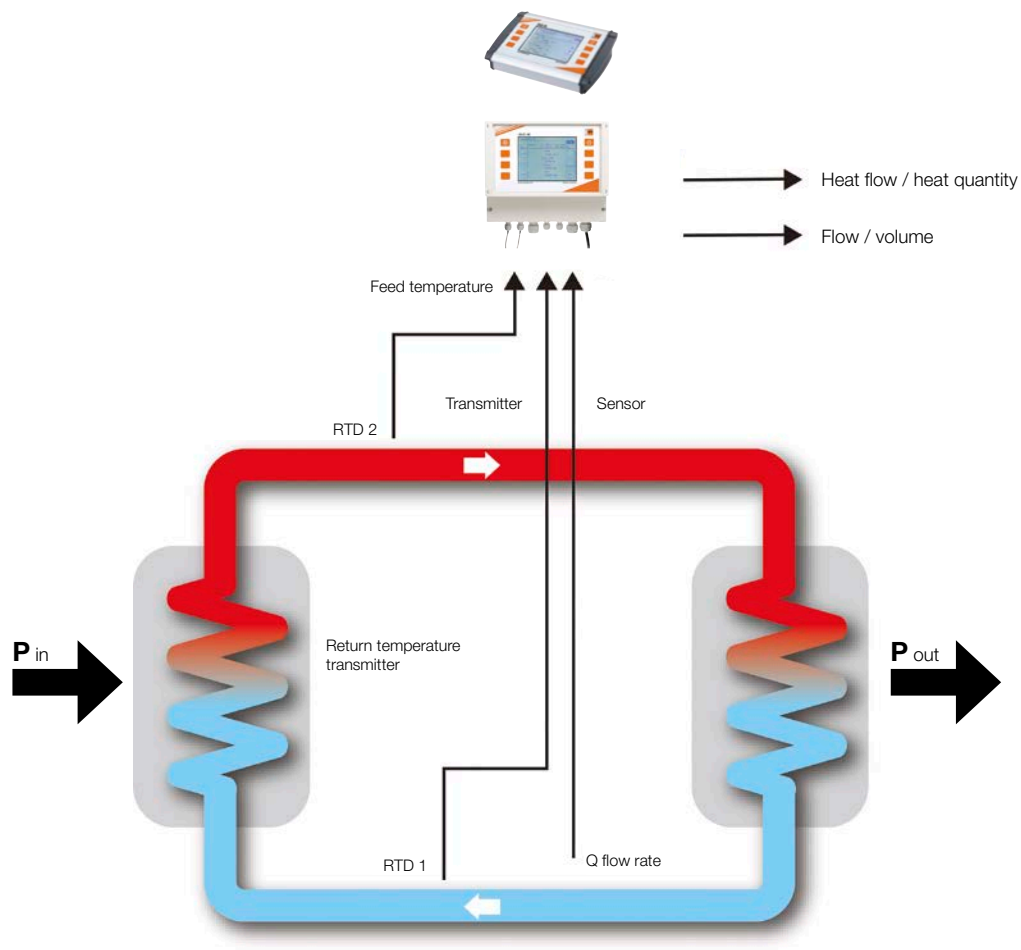 Heat flow / heat quantity
Flow / volume
Feed temperature
Transmitter
Sensor
RTD 2
P in
Return temperature
transmitter
P out
RTD 1
Q flow rate